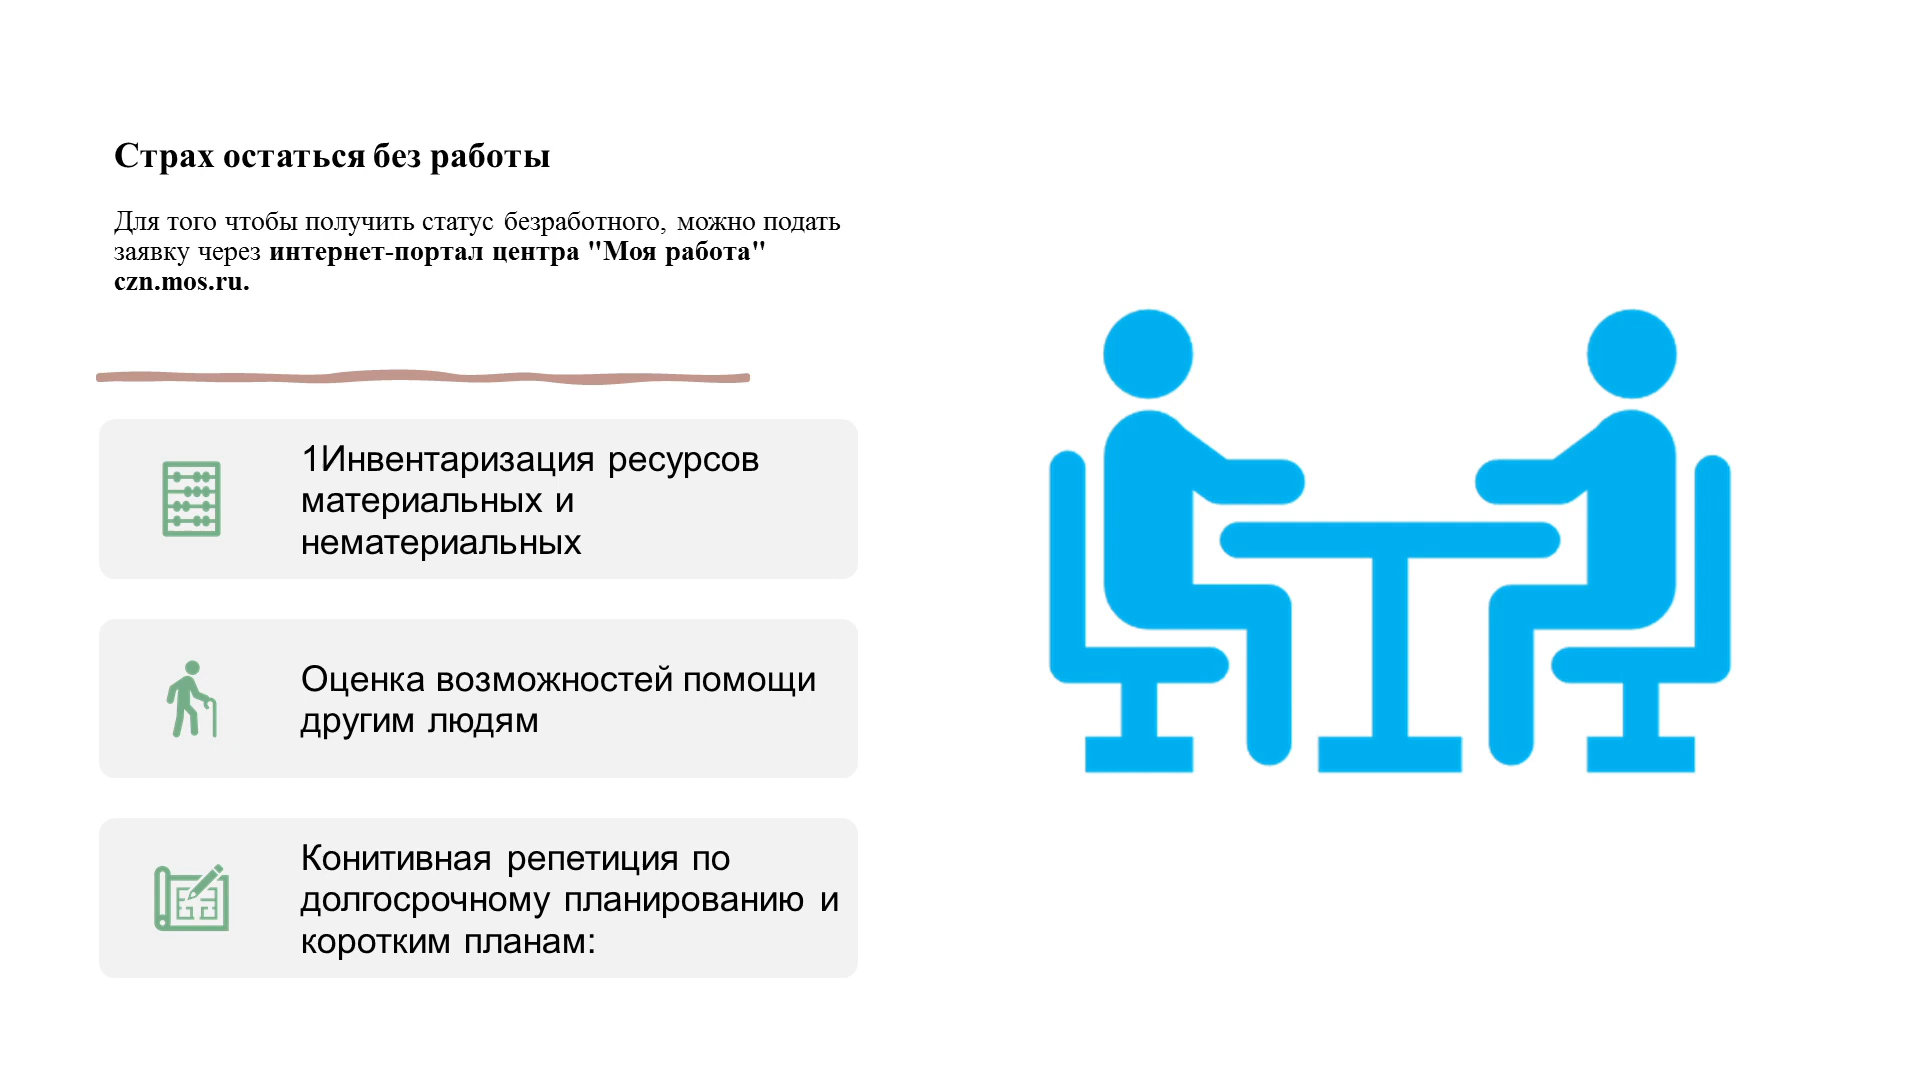 Страх остаться без работы
Для того чтобы получить статус безработного, можно подать
заявку через интернет-портал центра "Моя работа"
czn.mos.ru.
1Инвентаризация ресурсов
материальных и
нематериальных
Оценка возможностей помощи
другим людям
Конитивная репетиция по
долгосрочному планированию и
коротким планам: